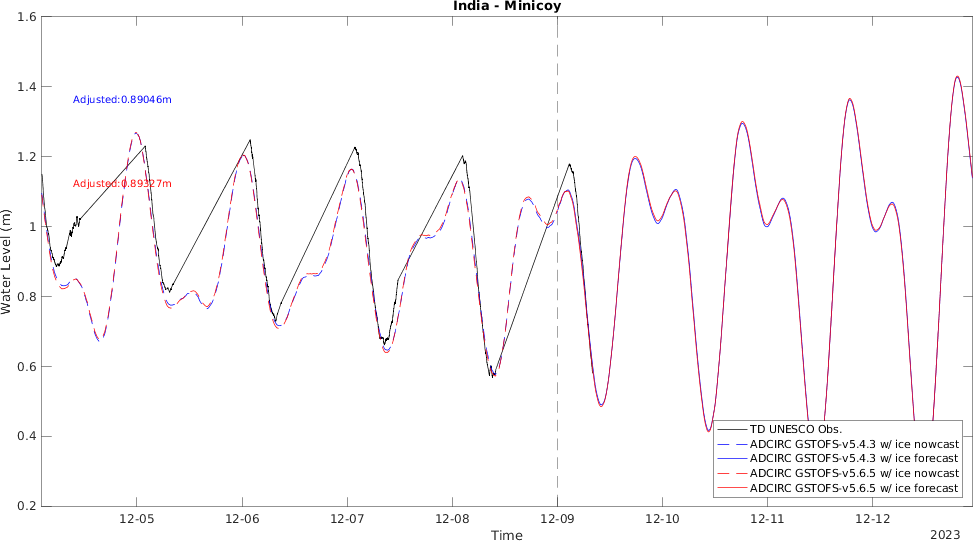 India - Minicoy
1.6
1.4
1.2
1
0.8
0.6
0.4
0.2
Water Level (m)
Adjusted:0.89046m
Adjusted:0.89327m
TD UNESCO Obs.
ADCIRC GSTOFS-v5.4.3 w/ ice nowcast
ADCIRC GSTOFS-v5.4.3 w/ ice forecast
ADCIRC GSTOFS-v5.6.5 w/ ice nowcast
ADCIRC GSTOFS-v5.6.5 w/ ice forecast
12-05
12-06
12-07
12-08
12-09
12-10
12-11
12-12
Time
2023